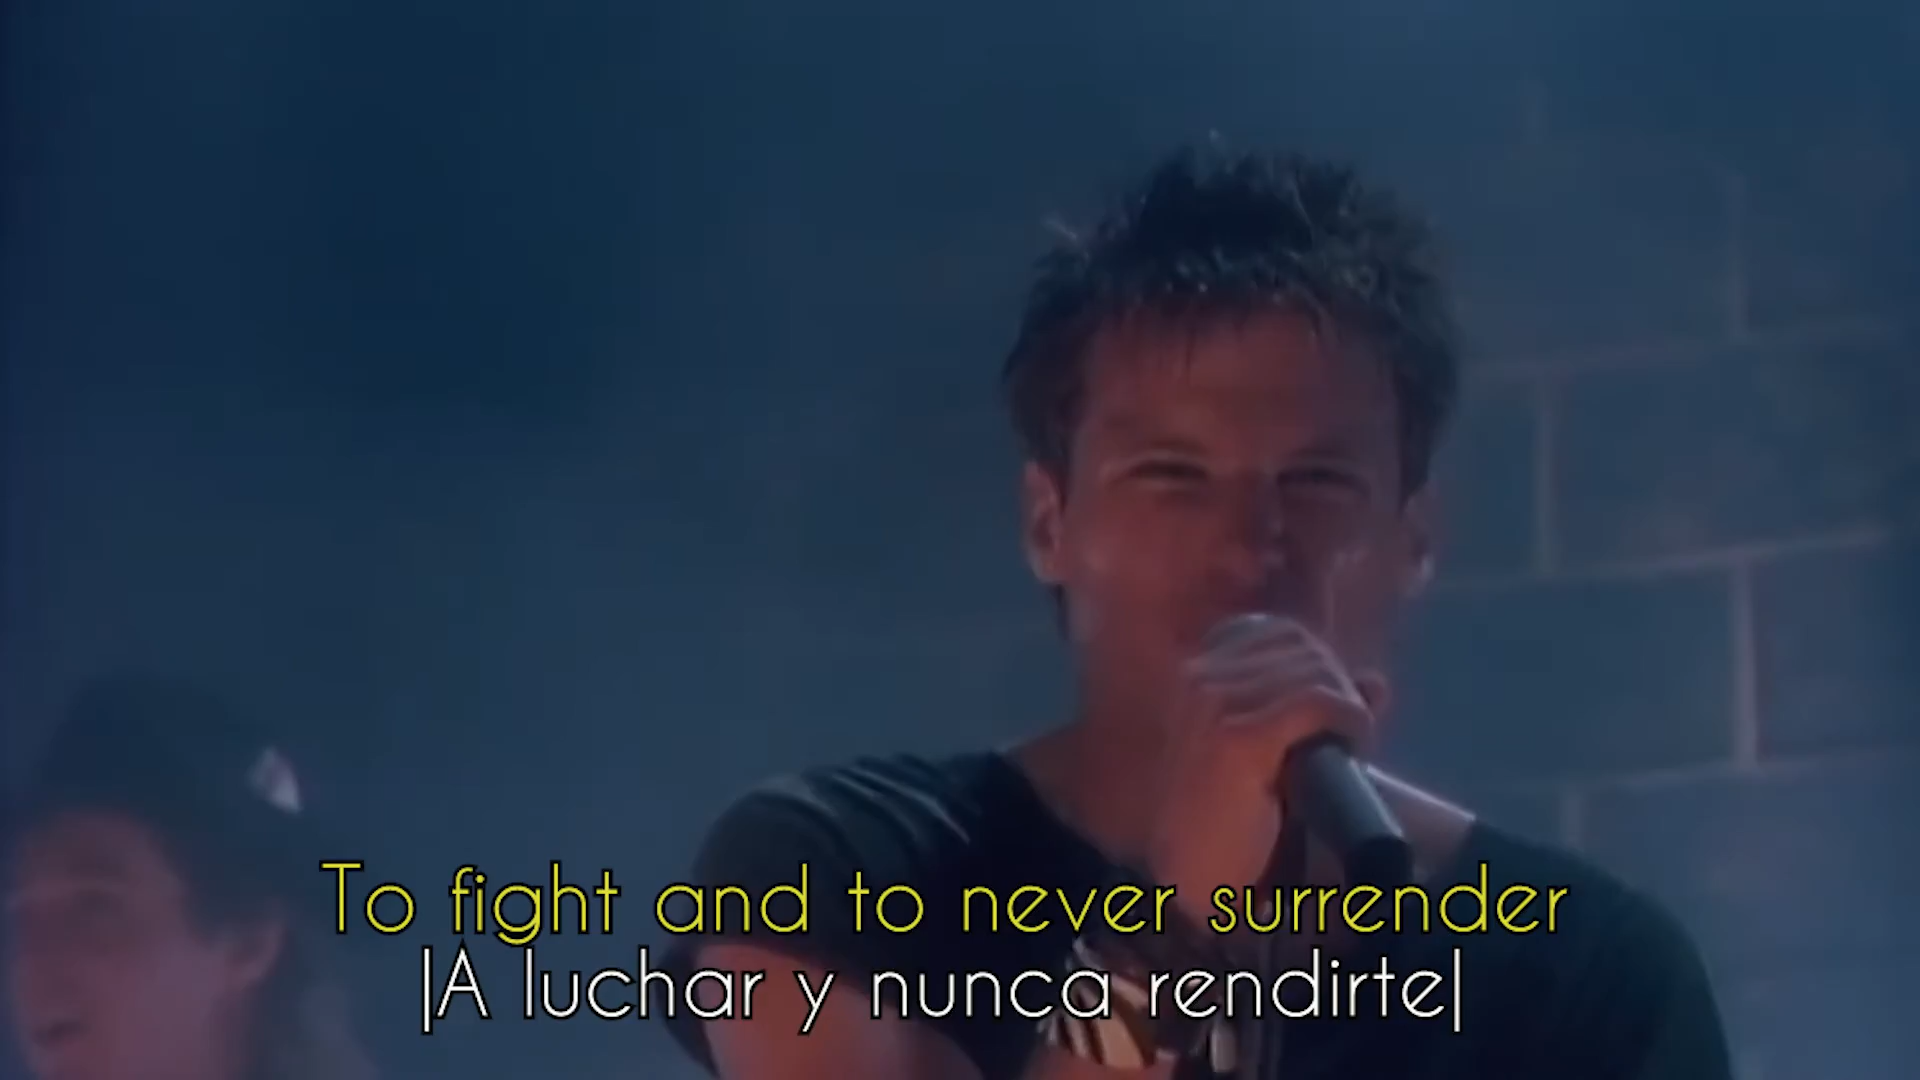 To fight and to never surrender
|A luchar y nunca rendirte|